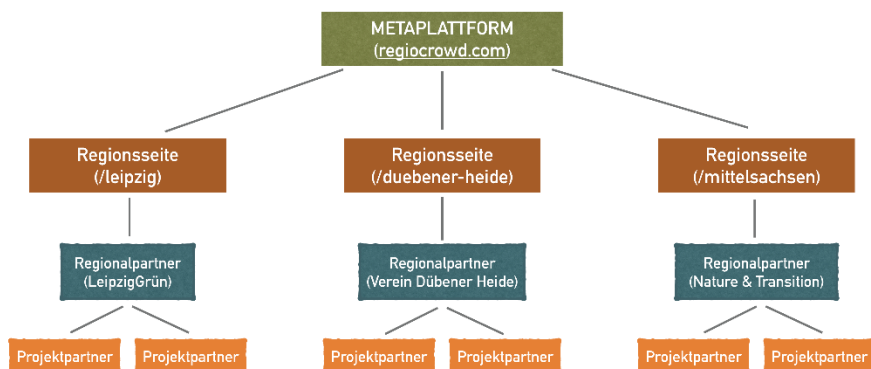 METAPLATTFORM
(regiocrowd.com)
Regionsseite
(/leipzig)
Regionsseite
(/duebener-heide)
Regionsseite
(/mittelsachsen)
Regionalpartner
(LeipzigGrün)
Regionalpartner
(Verein Dübener Heide)
Regionalpartner
(Nature & Transition)
Projektpartner
Projektpartner
Projektpartner
Projektpartner
Projektpartner
Projektpartner